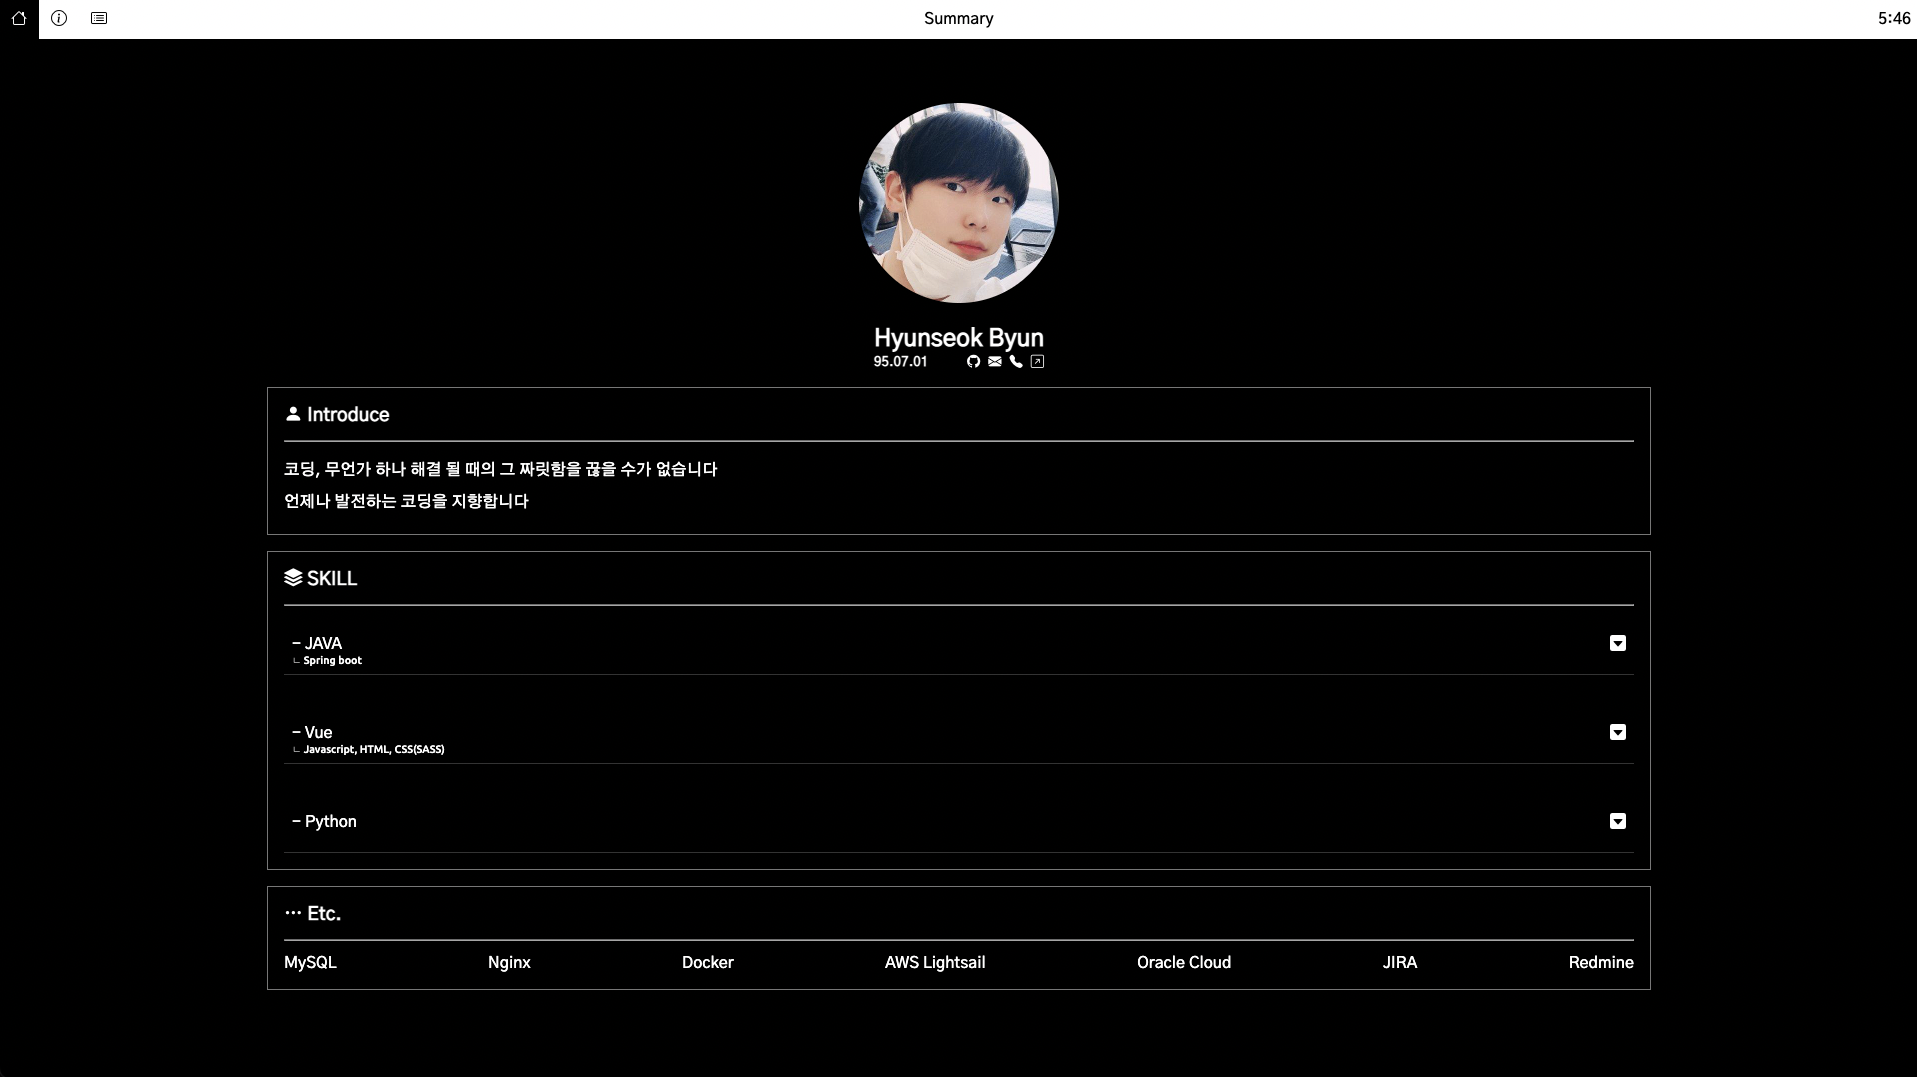 Summary
5:46
Hyunseok Byun
95.07.01
Introduce
코딩, 무언가 하나 해결 될 때의 그 짜릿함을 끊을 수가 없습니다
언제나 발전하는 코딩을 지향합니다
SKILL
- JAVA
ㄴ Spring boot
- Vue
ㄴ Javascript, HTML, CSS(SASS)
- Python
Etc.
MySQL Nginx Docker AWS Lightsail Oracle Cloud JIRA Redmine